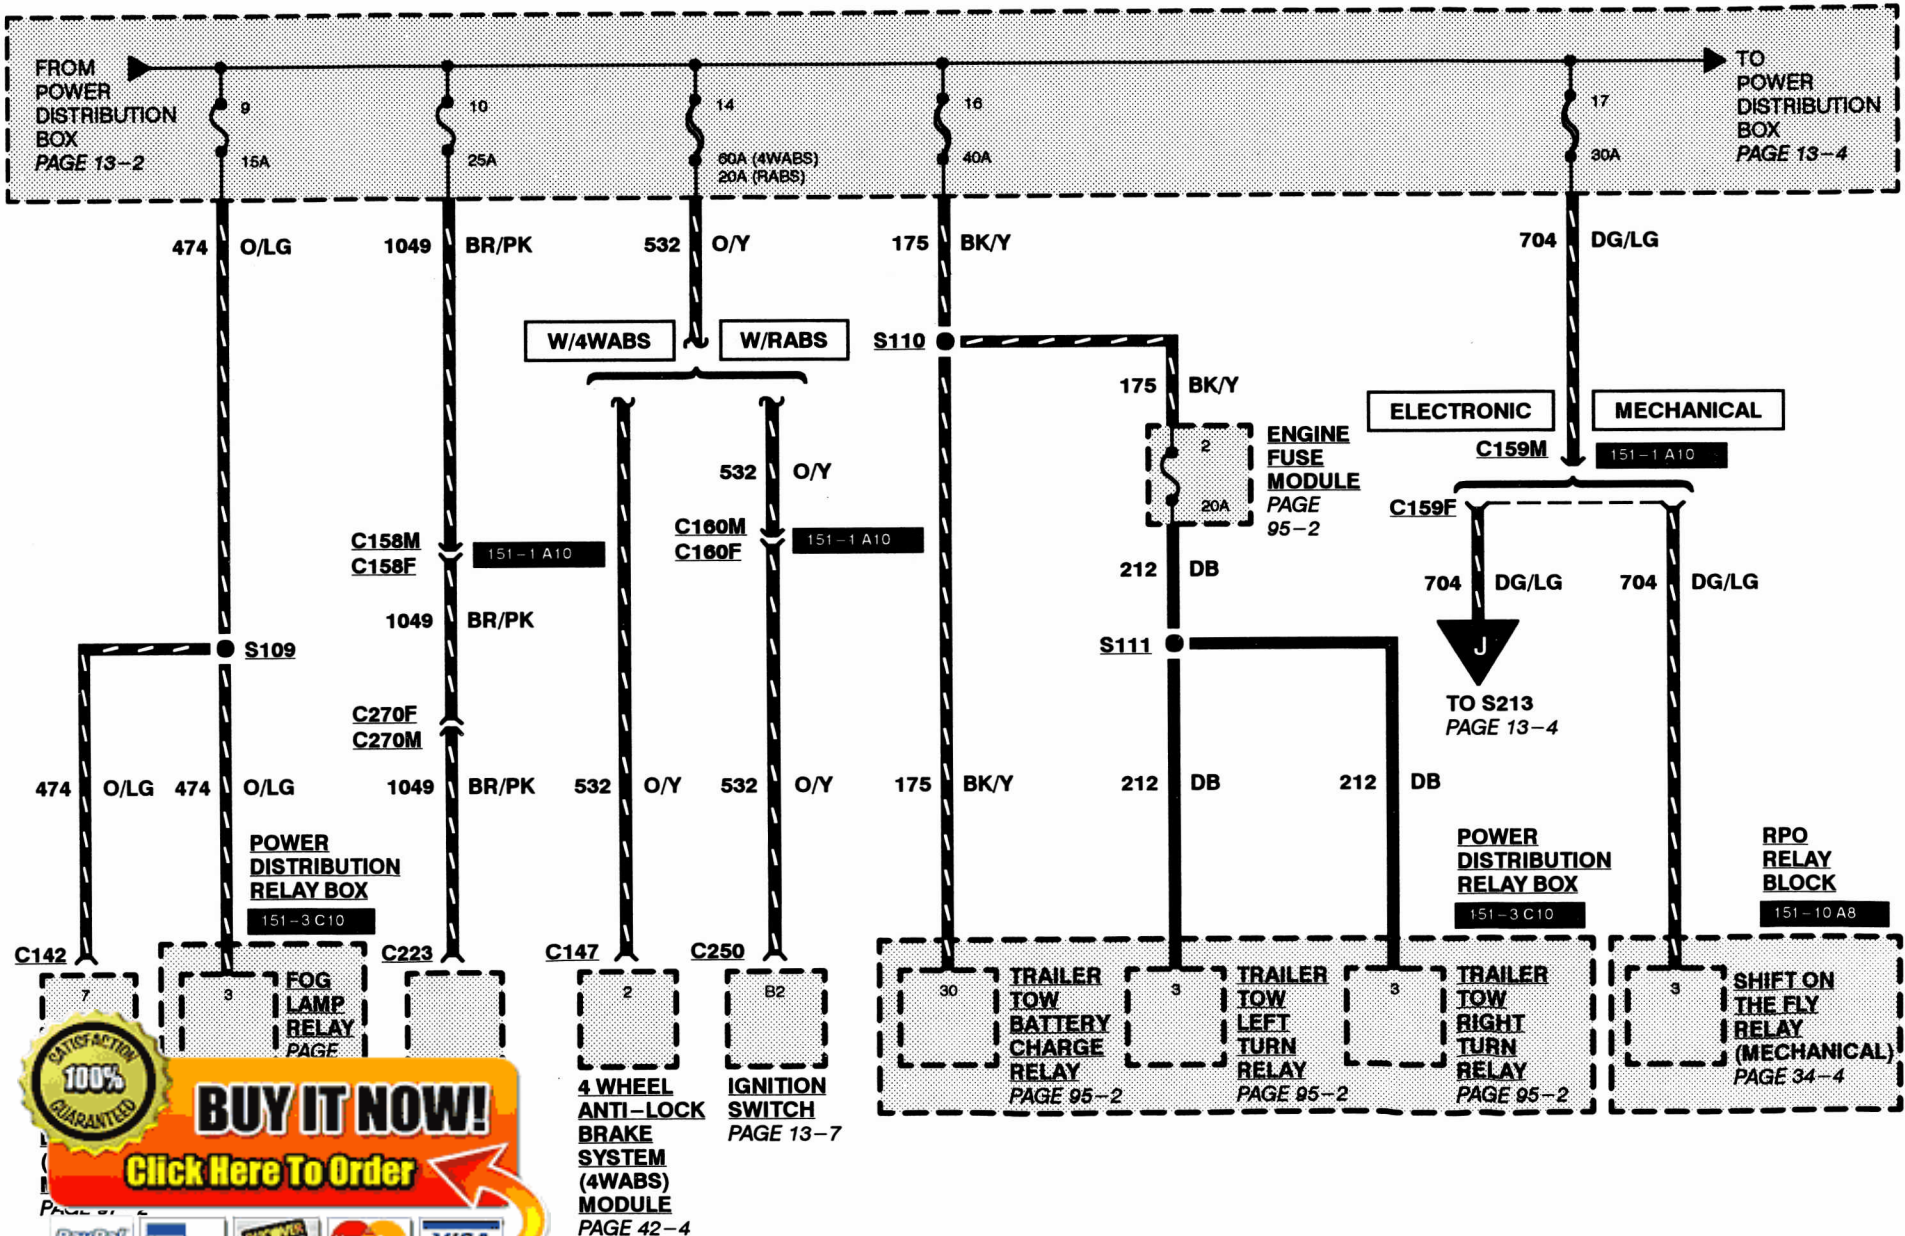 FROM
POWER
DISTRIBUTION
BOX
PAGE 13-2
9
15A
10
25A
14
60A (4WABS)
20A (RABS)
16
40A
17
30A
TO
POWER
DISTRIBUTION
BOX
PAGE 13-4
474 O/LG
1049 BR/PK
532 O/Y
175 BK/Y
704 DG/LG
W/4WABS
W/RABS
S110
175 BK/Y
ELECTRONIC
MECHANICAL
C159M
151-1 A10
2
20A
ENGINE
FUSE
MODULE
PAGE
95-2
532 O/Y
C159F
C158M
C158F
151-1 A10
C160M
C160F
151-1 A10
212 DB
704 DG/LG
704 DG/LG
1049 BR/PK
S109
S111
J
TO S213
PAGE 13-4
C270F
C270M
474 O/LG
474 O/LG
1049 BR/PK
532 O/Y
532 O/Y
175 BK/Y
212 DB
212 DB
POWER
DISTRIBUTION
RELAY BOX
151-3 C10
POWER
DISTRIBUTION
RELAY BOX
151-3 C10
RPO
RELAY
BLOCK
151-10 A8
C142
C223
C147
C250
7
3
FOG
LAMP
RELAY
PAGE
2
4 WHEEL
ANTI-LOCK
BRAKE
SYSTEM
(4WABS)
MODULE
PAGE 42-4
B2
IGNITION
SWITCH
PAGE 13-7
30
TRAILER
TOW
BATTERY
CHARGE
RELAY
PAGE 95-2
3
TRAILER
TOW
LEFT
TURN
RELAY
PAGE 95-2
3
TRAILER
TOW
RIGHT
TURN
RELAY
PAGE 95-2
3
SHIFT ON
THE FLY
RELAY
(MECHANICAL)
PAGE 34-4
SATISFACTION
100%
GUARANTEED
BUY IT NOW!
Click Here To Order